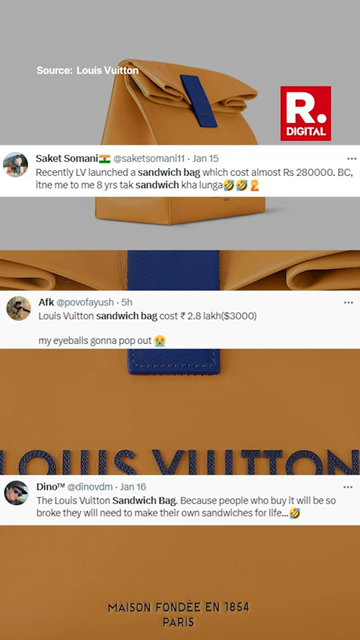 Source: Louis Vuitton
R.
DIGITAL
Saket Somani🇮🇳 @saketsomani11 · Jan 15
Recently LV launched a sandwich bag which cost almost Rs 280000. BC,
itne me to me 8 yrs tak sandwich kha lunga🤣🤣
Afk @povofayush · 5h
Louis Vuitton sandwich bag cost ₹ 2.8 lakh($3000)
my eyeballs gonna pop out 😭
LOUIS VUITTON
Dino™ @dinovdm · Jan 16
The Louis Vuitton Sandwich Bag. Because people who buy it will be so
broke they will need to make their own sandwiches for life...🤣
MAISON FONDÉE EN 1854
PARIS